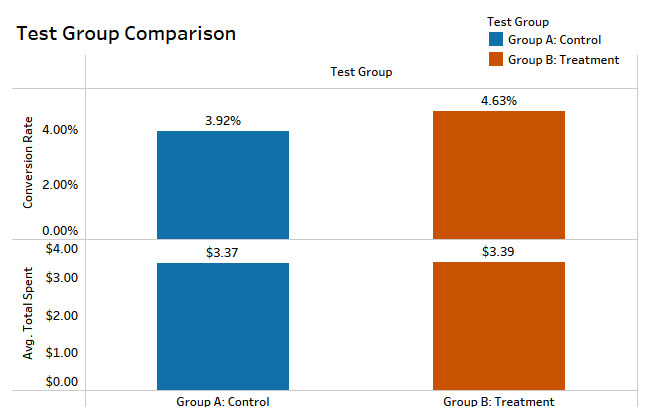 Test Group Comparison
Test Group
Group A: Control
Group B: Treatment
Test Group
Conversion Rate
4.00%
2.00%
0.00%
3.92%
4.63%
Avg. Total Spent
$4.00
$3.00
$2.00
$1.00
$0.00
$3.37
$3.39
Group A: Control
Group B: Treatment